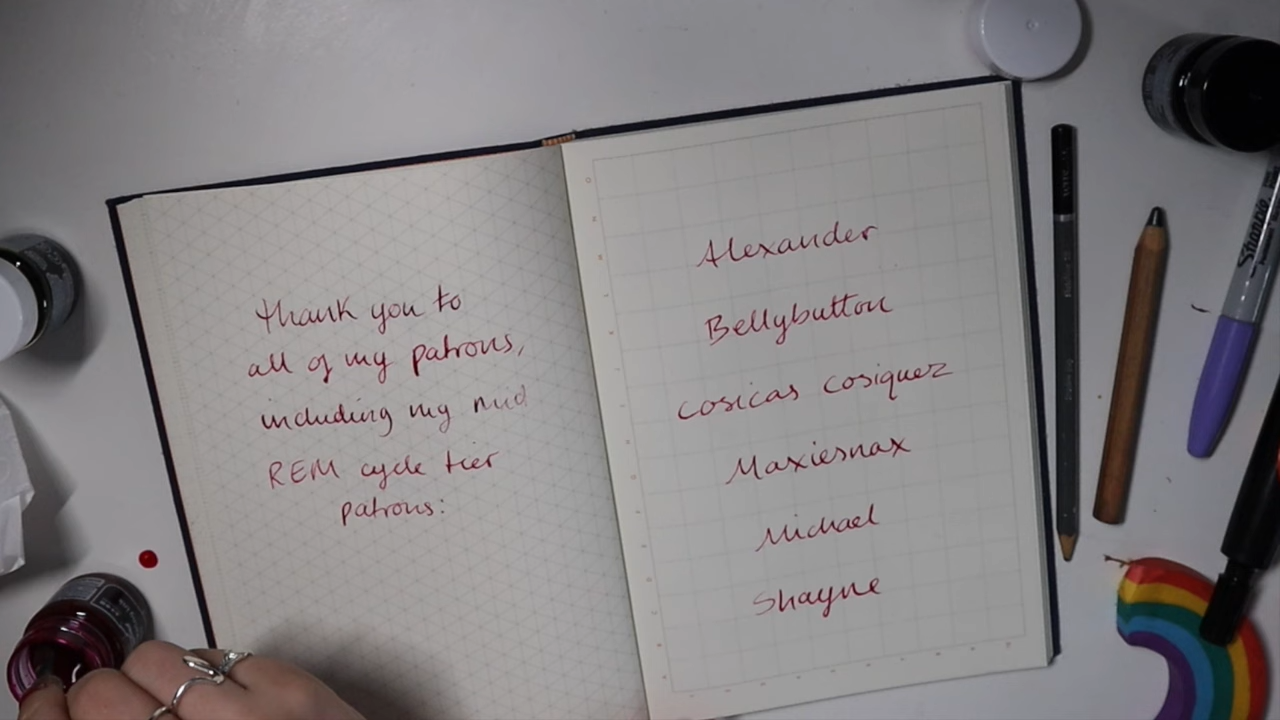 thank you to
all of my patrons,
including my mid
REM cycle tier
patrons:
Alexander
Bellybutton
cosicas cosiquez
Maxiesnax
Michael
Shayne
Sharpie